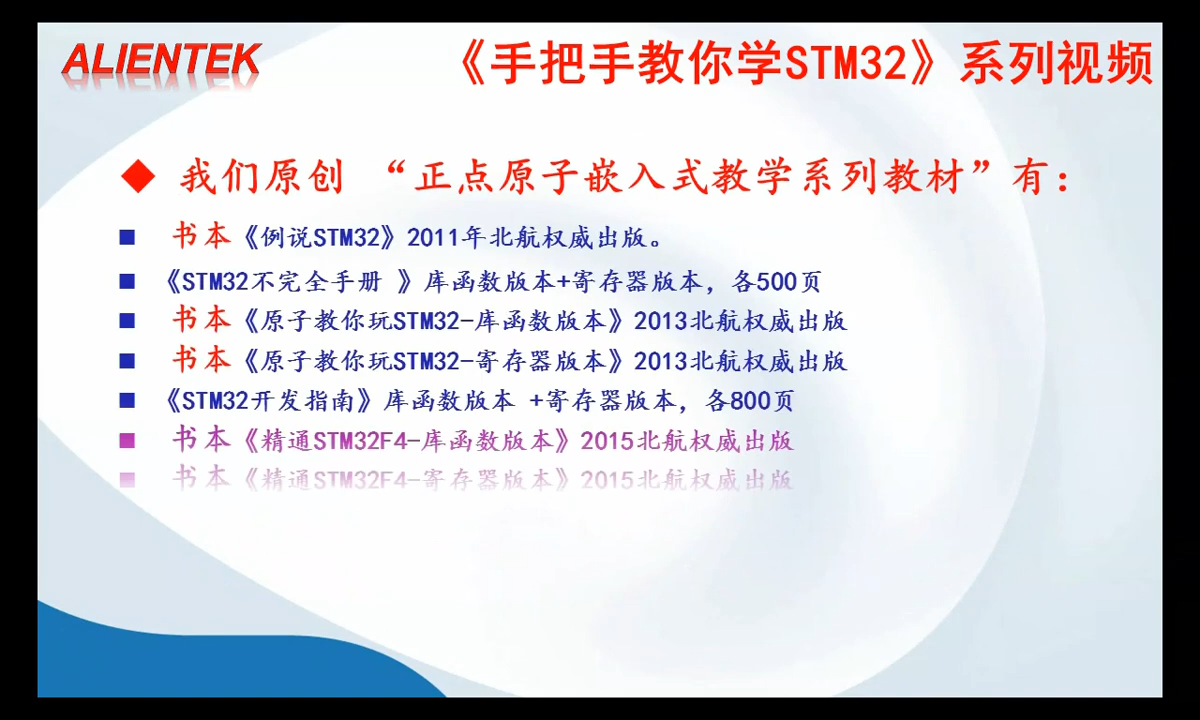 ALIENTEK
《手把手教你学STM32》系列视频
我们原创 “正点原子嵌入式教学系列教材”有：
书本《例说STM32》2011年北航权威出版。
《STM32不完全手册 》库函数版本+寄存器版本，各500页
书本《原子教你玩STM32-库函数版本》2013北航权威出版
书本《原子教你玩STM32-寄存器版本》2013北航权威出版
《STM32开发指南》库函数版本 +寄存器版本，各800页
书本《精通STM32F4-库函数版本》2015北航权威出版
书本《精通STM32F4-寄存器版本》2015北航权威出版